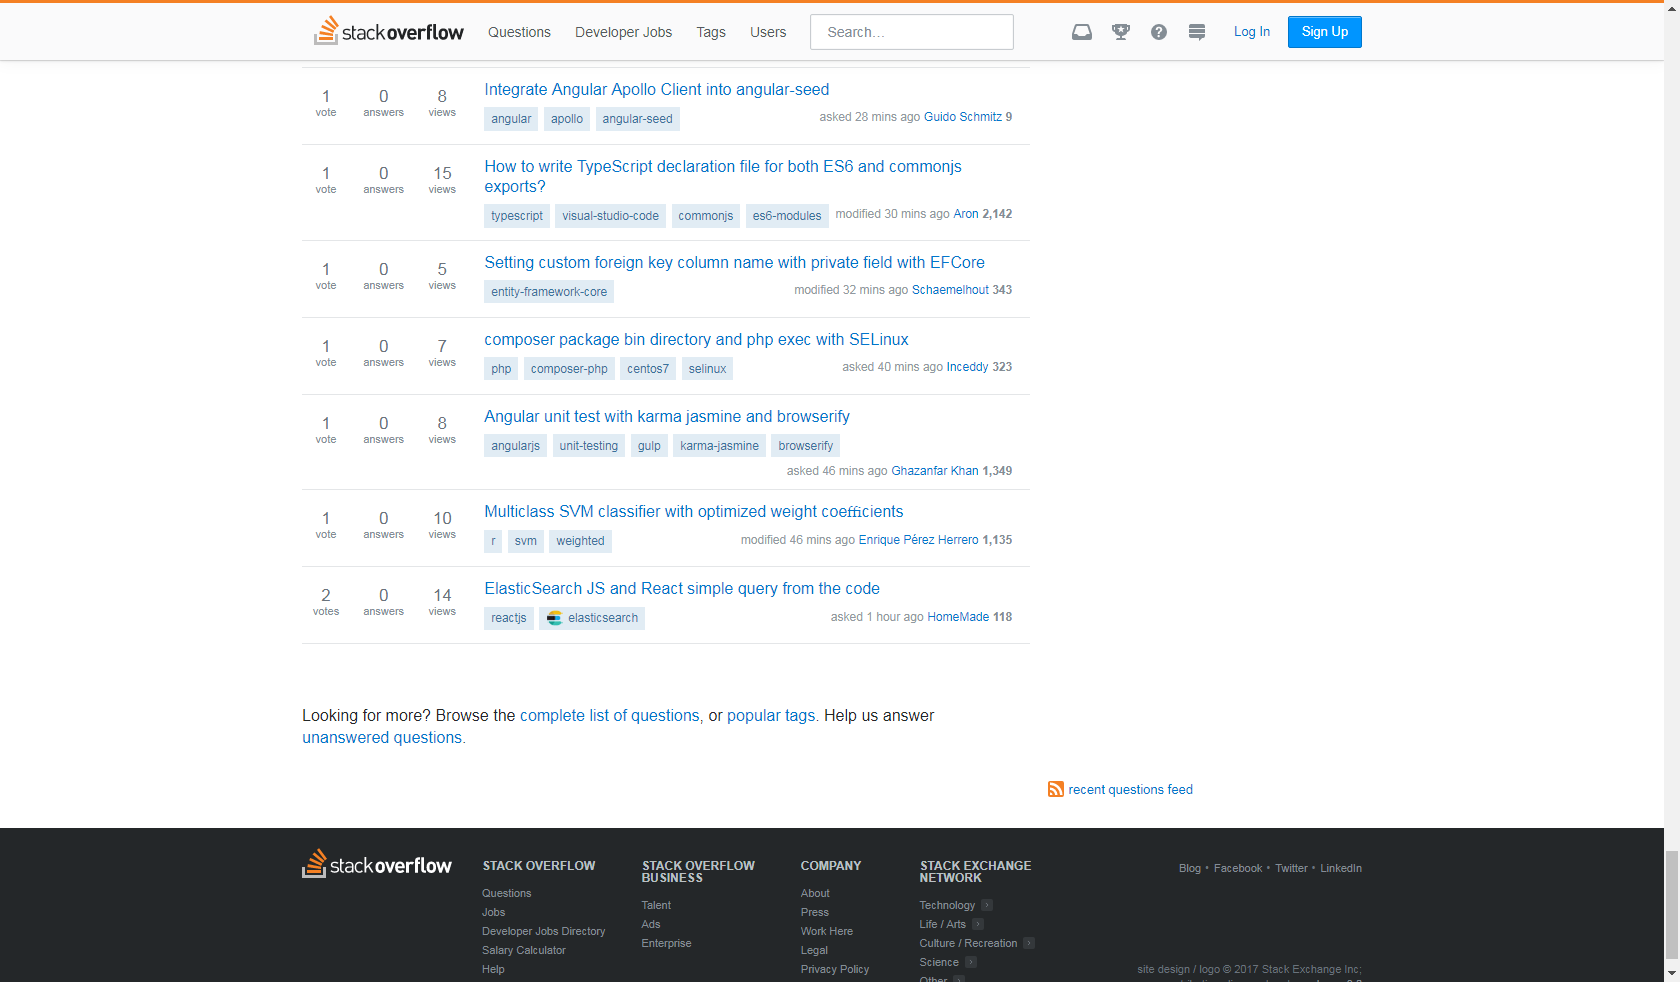 stackoverflow Questions Developer Jobs Tags Users Search... Log In Sign Up
1 vote 0 answers 8 views
Integrate Angular Apollo Client into angular-seed
angular apollo angular-seed asked 28 mins ago Guido Schmitz 9
1 vote 0 answers 15 views
How to write TypeScript declaration file for both ES6 and commonjs
exports?
typescript visual-studio-code commonjs es6-modules modified 30 mins ago Aron 2,142
1 vote 0 answers 5 views
Setting custom foreign key column name with private field with EFCore
entity-framework-core modified 32 mins ago Schaemelhout 343
1 vote 0 answers 7 views
composer package bin directory and php exec with SELinux
php composer-php centos7 selinux asked 40 mins ago Inceddy 323
1 vote 0 answers 8 views
Angular unit test with karma jasmine and browserify
angularjs unit-testing gulp karma-jasmine browserify
asked 46 mins ago Ghazanfar Khan 1,349
1 vote 0 answers 10 views
Multiclass SVM classifier with optimized weight coefficients
r svm weighted modified 46 mins ago Enrique Pérez Herrero 1,135
2 votes 0 answers 14 views
ElasticSearch JS and React simple query from the code
reactjs elasticsearch asked 1 hour ago HomeMade 118
Looking for more? Browse the complete list of questions, or popular tags. Help us answer
unanswered questions.
recent questions feed
stackoverflow
STACK OVERFLOW
Questions
Jobs
Developer Jobs Directory
Salary Calculator
Help
STACK OVERFLOW
BUSINESS
Talent
Ads
Enterprise
COMPANY
About
Press
Work Here
Legal
Privacy Policy
STACK EXCHANGE
NETWORK
Technology
Life / Arts
Culture / Recreation
Science
Other
Blog • Facebook • Twitter • LinkedIn
site design / logo © 2017 Stack Exchange Inc;